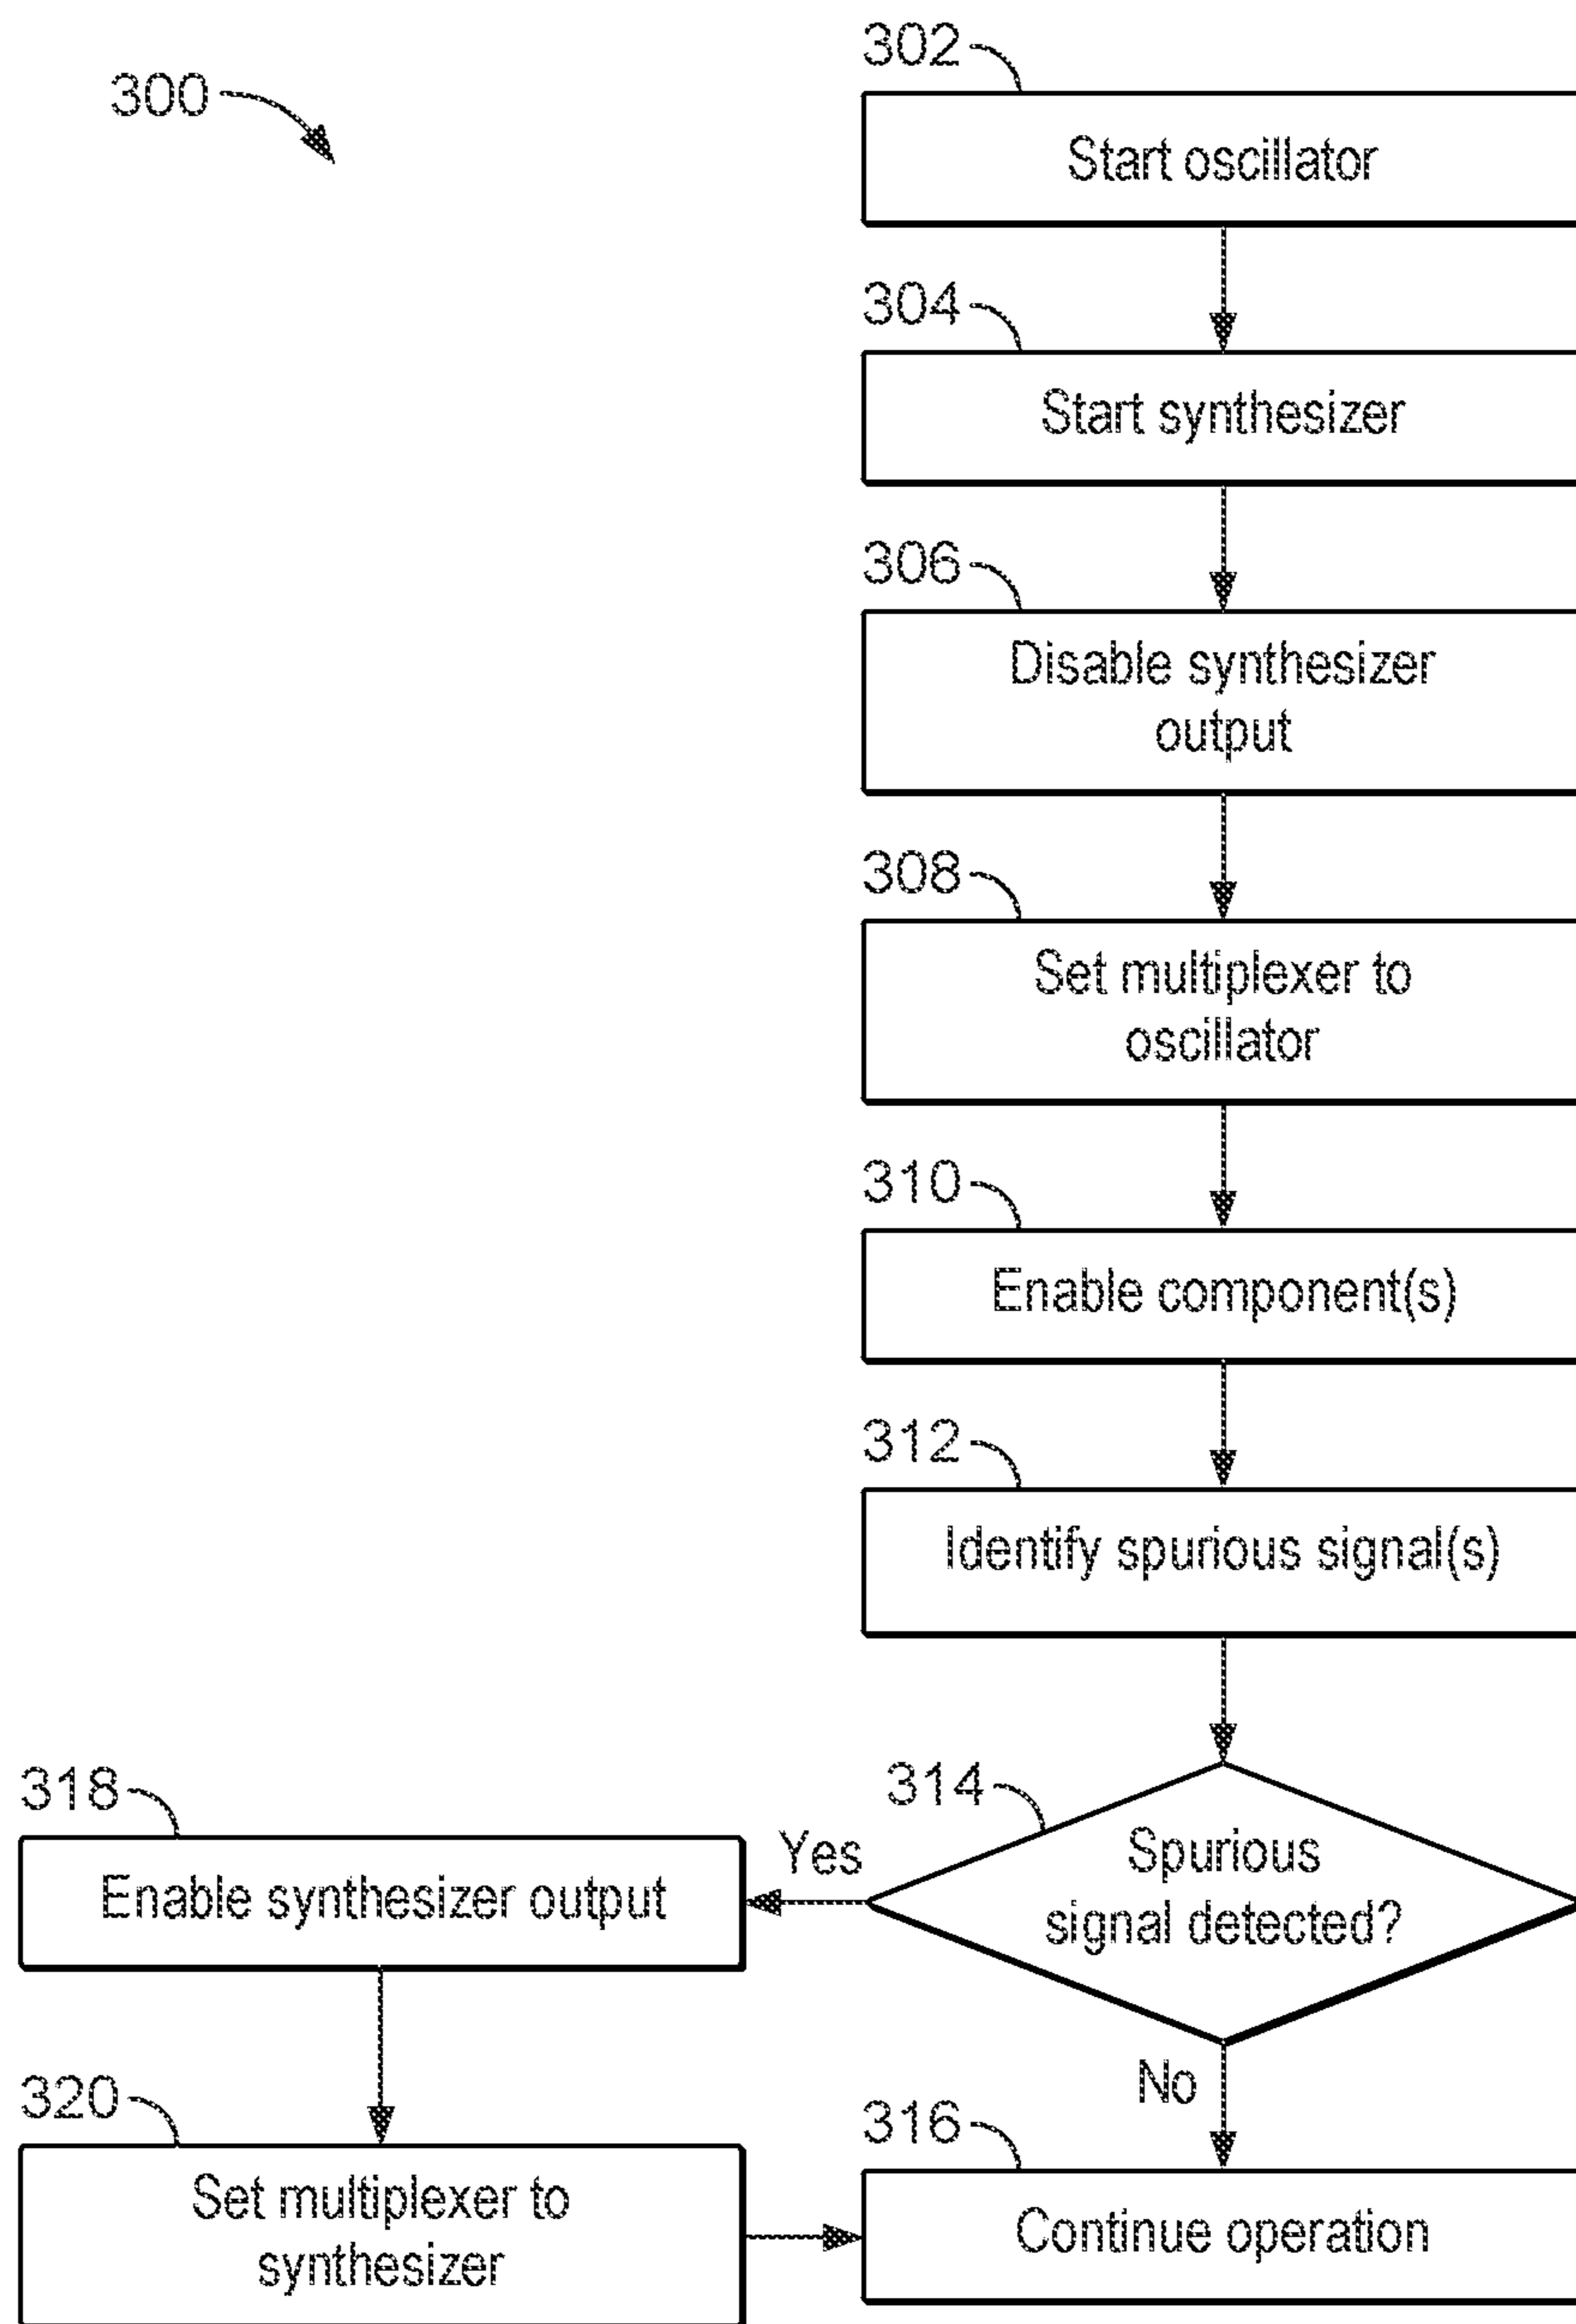 300
302
Start oscillator
304
Start synthesizer
306
Disable synthesizer
output
308
Set multiplexer to
oscillator
310
Enable component(s)
312
Identify spurious signal(s)
314
Spurious
signal detected?
Yes
No
318
Enable synthesizer output
320
Set multiplexer to
synthesizer
316
Continue operation